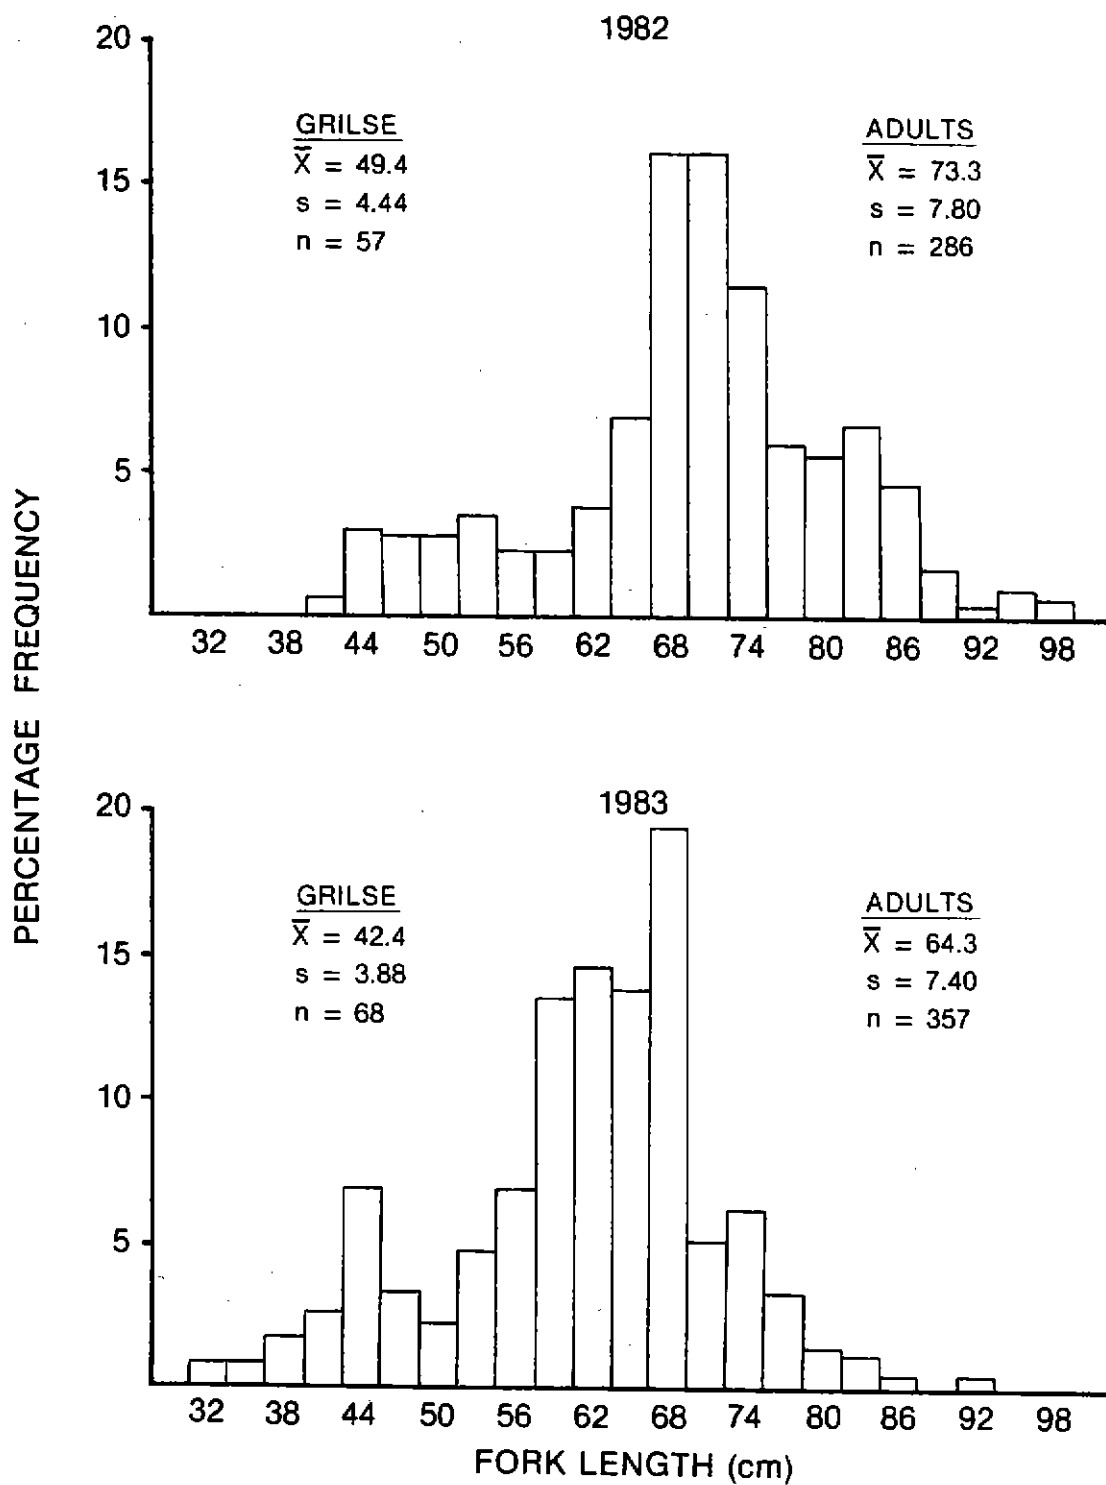 1982
20
15
10
5
GRILSE
X̄ = 49.4
s = 4.44
n = 57
ADULTS
X̄ = 73.3
s = 7.80
n = 286
32 38 44 50 56 62 68 74 80 86 92 98
PERCENTAGE FREQUENCY
1983
20
15
10
5
GRILSE
X̄ = 42.4
s = 3.88
n = 68
ADULTS
X̄ = 64.3
s = 7.40
n = 357
32 38 44 50 56 62 68 74 80 86 92 98
FORK LENGTH (cm)